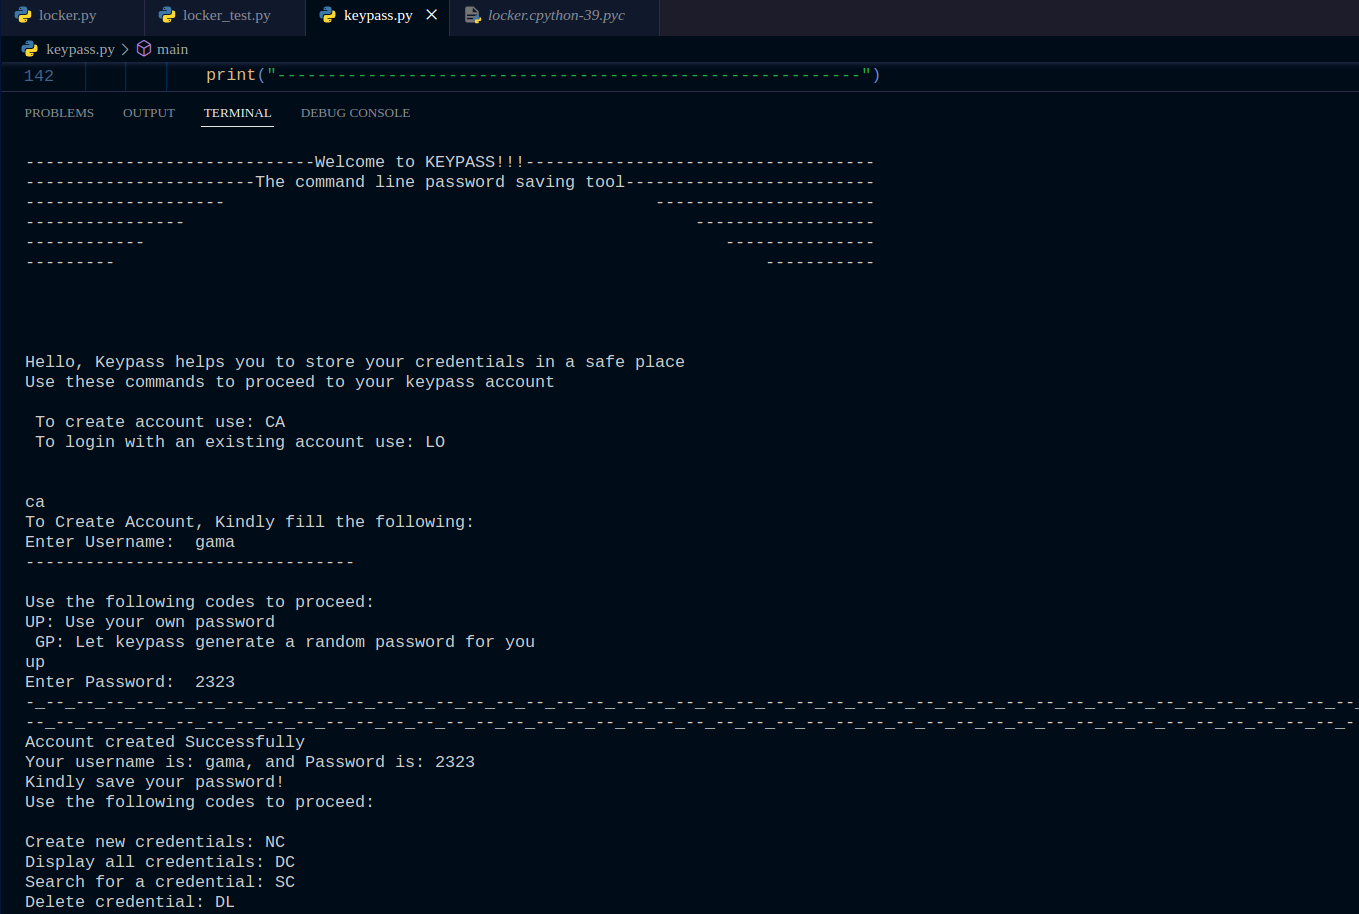 locker.py locker_test.py keypass.py locker.cpython-39.pyc
keypass.py main
142 print("----------------------------------------------------------")
PROBLEMS OUTPUT TERMINAL DEBUG CONSOLE
-----------------------------Welcome to KEYPASS!!!-----------------------------------
-----------------------The command line password saving tool-------------------------
--------------------                                           ----------------------
----------------                                                   ------------------
------------                                                          ---------------
---------                                                                 -----------
Hello, Keypass helps you to store your credentials in a safe place
Use these commands to proceed to your keypass account
To create account use: CA
To login with an existing account use: LO
ca
To Create Account, Kindly fill the following:
Enter Username:  gama
---------------------------------
Use the following codes to proceed:
UP: Use your own password
GP: Let keypass generate a random password for you
up
Enter Password:  2323
-_--_--_--_--_--_--_--_--_--_--_--_--_--_--_--_--_--_--_--_--_--_--_--_--_--_--_--_--_--_--_--_--_--_--_--_--_--_--_--_--_--_--_--_--_
--_--_--_--_--_--_--_--_--_--_--_--_--_--_--_--_--_--_--_--_--_--_--_--_--_--_--_--_--_--_--_--_--_--_--_--_--_--_--_--_--_--_--_--_-
Account created Successfully
Your username is: gama, and Password is: 2323
Kindly save your password!
Use the following codes to proceed:
Create new credentials: NC
Display all credentials: DC
Search for a credential: SC
Delete credential: DL